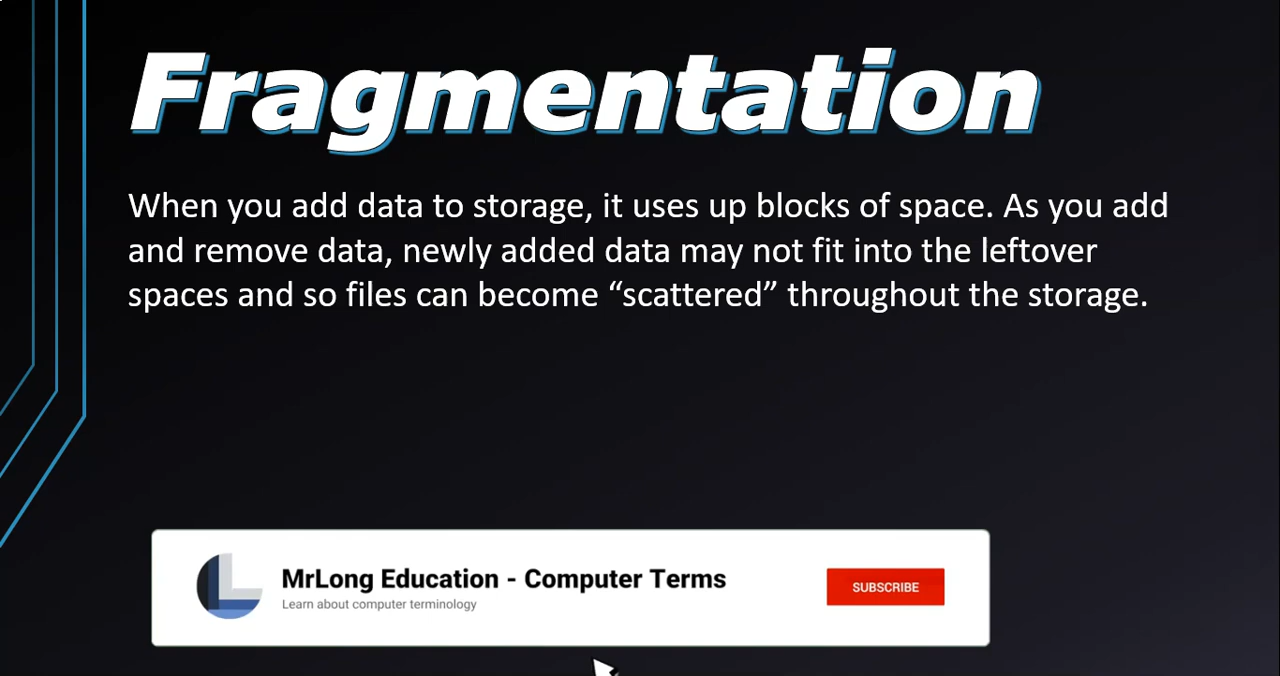 Fragmentation
When you add data to storage, it uses up blocks of space. As you add
and remove data, newly added data may not fit into the leftover
spaces and so files can become “scattered” throughout the storage.
MrLong Education - Computer Terms
Learn about computer terminology
SUBSCRIBE